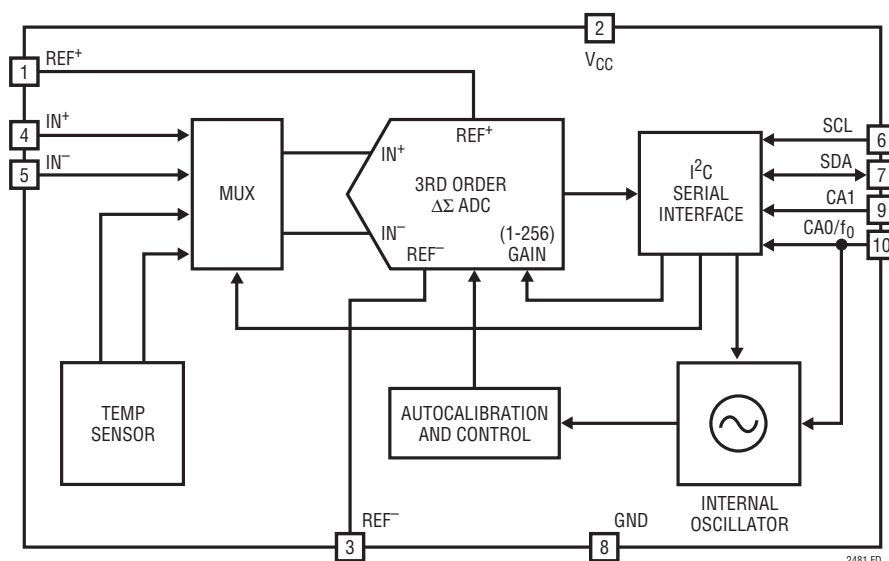 2
V_CC
REF⁺
1
IN⁺
4
IN⁻
5
MUX
IN⁺
IN⁻
REF⁺
3RD ORDER
ΔΣ ADC
REF⁻
(1-256)
GAIN
I²C
SERIAL
INTERFACE
SCL
6
SDA
7
CA1
9
CA0/f₀
10
TEMP
SENSOR
AUTOCALIBRATION
AND CONTROL
INTERNAL
OSCILLATOR
REF⁻
3
GND
8
2481 FD